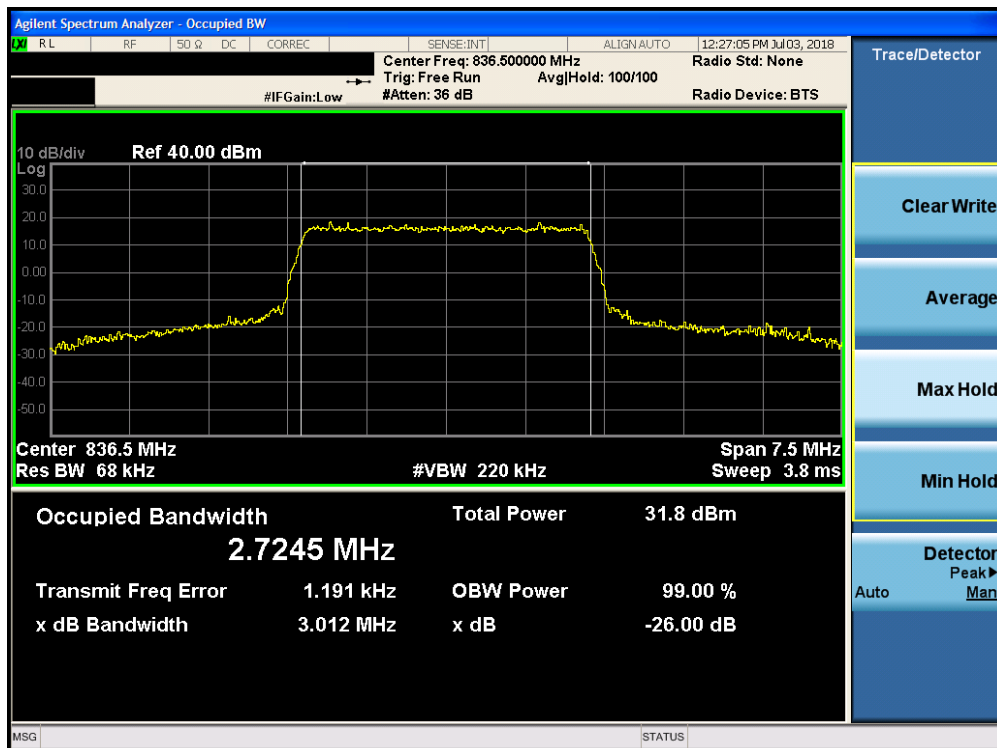 Agilent Spectrum Analyzer - Occupied BW
LXI RL RF 50 Ω DC CORREC SENSE:INT ALIGN AUTO 12:27:05 PM Jul 03, 2018
Center Freq: 836.500000 MHz Radio Std: None
Trig: Free Run Avg|Hold: 100/100
#IFGain:Low #Atten: 36 dB Radio Device: BTS
10 dB/div Ref 40.00 dBm
Log
30.0
20.0
10.0
0.00
-10.0
-20.0
-30.0
-40.0
-50.0
Center 836.5 MHz Span 7.5 MHz
Res BW 68 kHz #VBW 220 kHz Sweep 3.8 ms
Occupied Bandwidth Total Power 31.8 dBm
2.7245 MHz
Transmit Freq Error 1.191 kHz OBW Power 99.00 %
x dB Bandwidth 3.012 MHz x dB -26.00 dB
MSG STATUS
Trace/Detector
Clear Write
Average
Max Hold
Min Hold
Detector
Peak▶
Auto Man